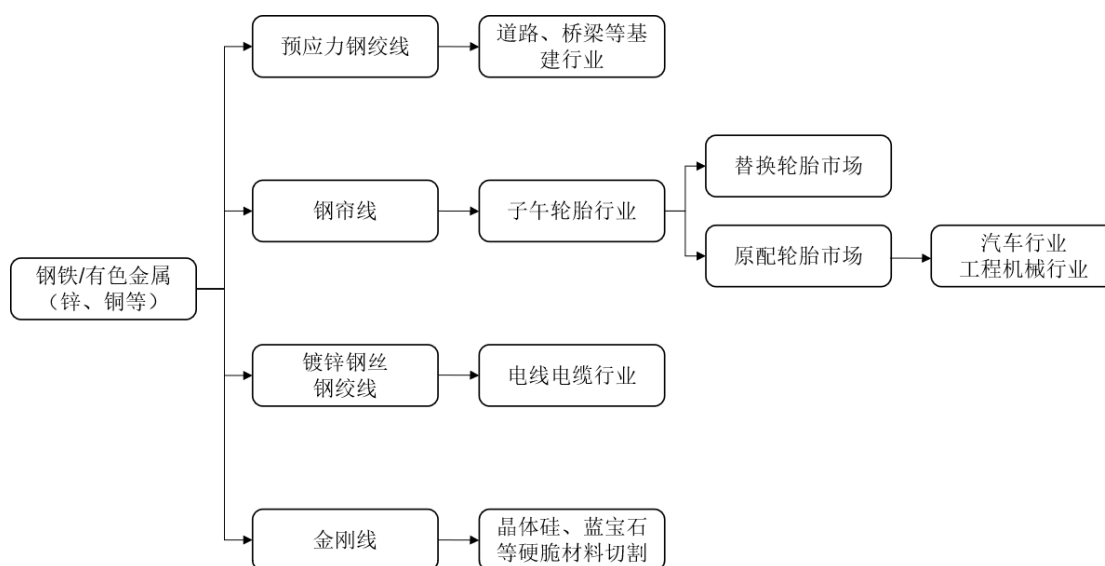 预应力钢绞线
道路、桥梁等基
建行业
替换轮胎市场
钢帘线
子午轮胎行业
原配轮胎市场
汽车行业
工程机械行业
钢铁/有色金属
（锌、铜等）
镀锌钢丝
钢绞线
电线电缆行业
金刚线
晶体硅、蓝宝石
等硬脆材料切割